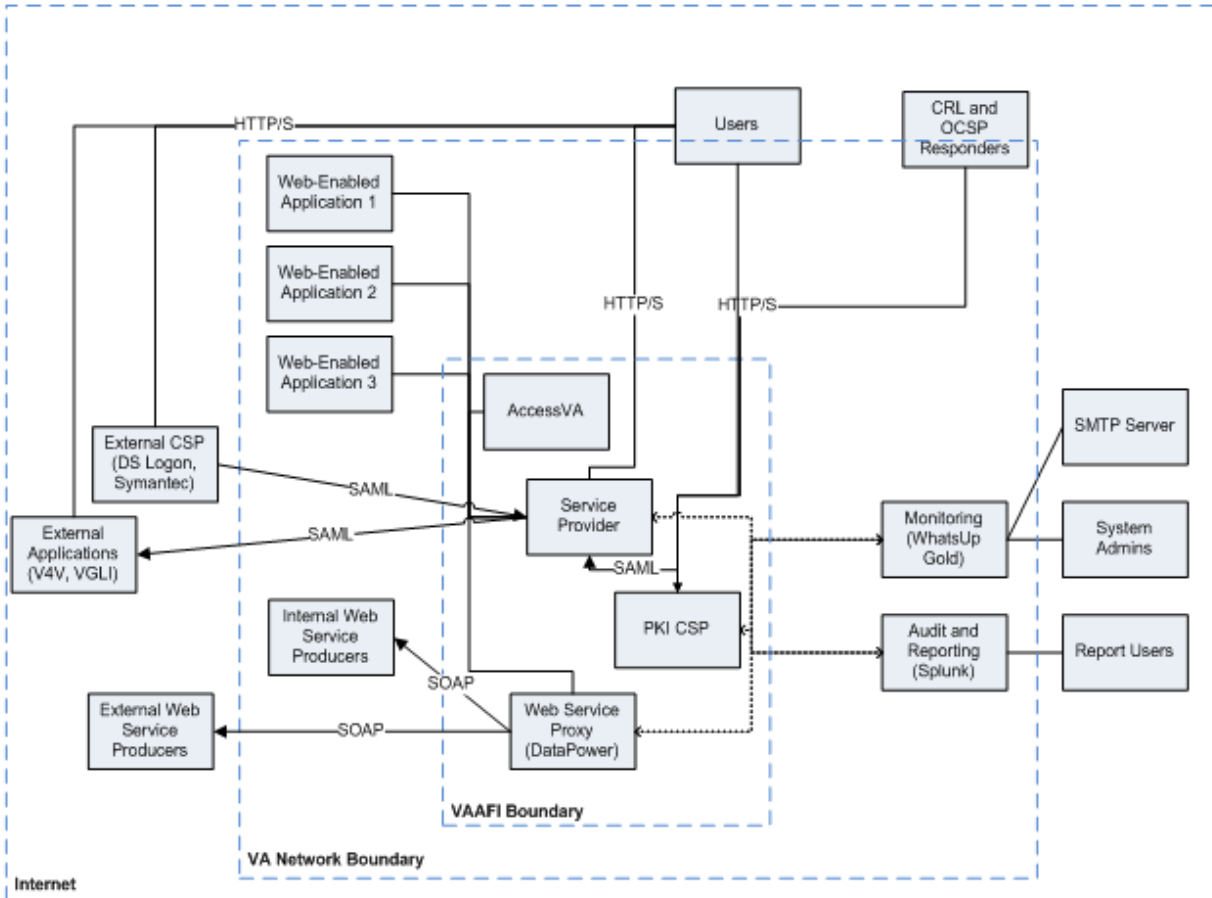 Users
CRL and
OCSP
Responders
HTTP/S
Web-Enabled
Application 1
Web-Enabled
Application 2
HTTP/S
HTTP/S
Web-Enabled
Application 3
AccessVA
SMTP Server
External CSP
(DS Logon,
Symantec)
SAML
Service
Provider
External
Applications
(V4V, VGLI)
SAML
Monitoring
(WhatsUp
Gold)
System
Admins
SAML
Internal Web
Service
Producers
PKI CSP
Audit and
Reporting
(Splunk)
Report Users
SOAP
External Web
Service
Producers
SOAP
Web Service
Proxy
(DataPower)
VAAFI Boundary
VA Network Boundary
Internet